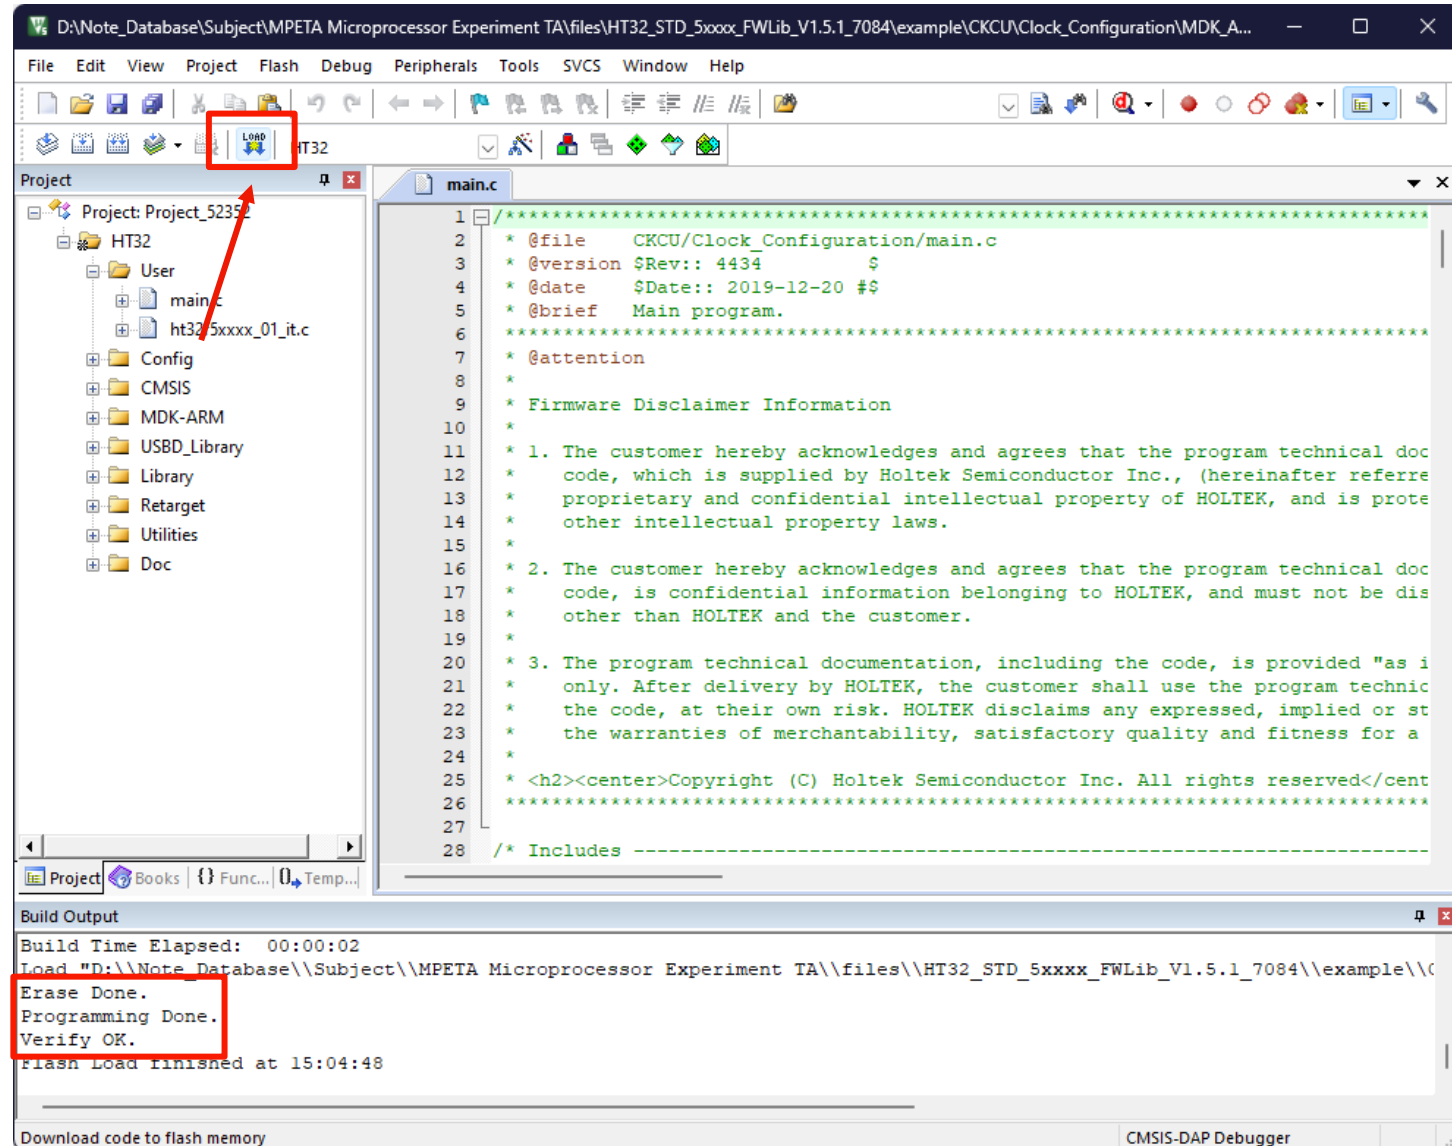 D:\Note_Database\Subject\MPETA Microprocessor Experiment TA\files\HT32_STD_5xxxx_FWLib_V1.5.1_7084\example\CKCU\Clock_Configuration\MDK_A...
File Edit View Project Flash Debug Peripherals Tools SVCS Window Help
LOAD
HT32
Project
main.c
Project: Project_52352
HT32
User
main.c
ht32f5xxxx_01_it.c
Config
CMSIS
MDK-ARM
USBD_Library
Library
Retarget
Utilities
Doc
1 /*******************************************************************************
2 * @file CKCU/Clock_Configuration/main.c
3 * @version $Rev:: 4434 $
4 * @date $Date:: 2019-12-20 #$
5 * @brief Main program.
6 *******************************************************************************
7 * @attention
8 *
9 * Firmware Disclaimer Information
10 *
11 * 1. The customer hereby acknowledges and agrees that the program technical doc
12 * code, which is supplied by Holtek Semiconductor Inc., (hereinafter referre
13 * proprietary and confidential intellectual property of HOLTEK, and is prote
14 * other intellectual property laws.
15 *
16 * 2. The customer hereby acknowledges and agrees that the program technical doc
17 * code, is confidential information belonging to HOLTEK, and must not be dis
18 * other than HOLTEK and the customer.
19 *
20 * 3. The program technical documentation, including the code, is provided "as i
21 * only. After delivery by HOLTEK, the customer shall use the program technic
22 * the code, at their own risk. HOLTEK disclaims any expressed, implied or st
23 * the warranties of merchantability, satisfactory quality and fitness for a
24 *
25 * <h2><center>Copyright (C) Holtek Semiconductor Inc. All rights reserved</cent
26 *******************************************************************************
27
28 /* Includes --------------------------------------------------------------------
Project Books {} Func... 0 Temp...
Build Output
Build Time Elapsed: 00:00:02
Load "D:\\Note_Database\\Subject\\MPETA Microprocessor Experiment TA\\files\\HT32_STD_5xxxx_FWLib_V1.5.1_7084\\example\\C
Erase Done.
Programming Done.
Verify OK.
Flash Load finished at 15:04:48
Download code to flash memory
CMSIS-DAP Debugger